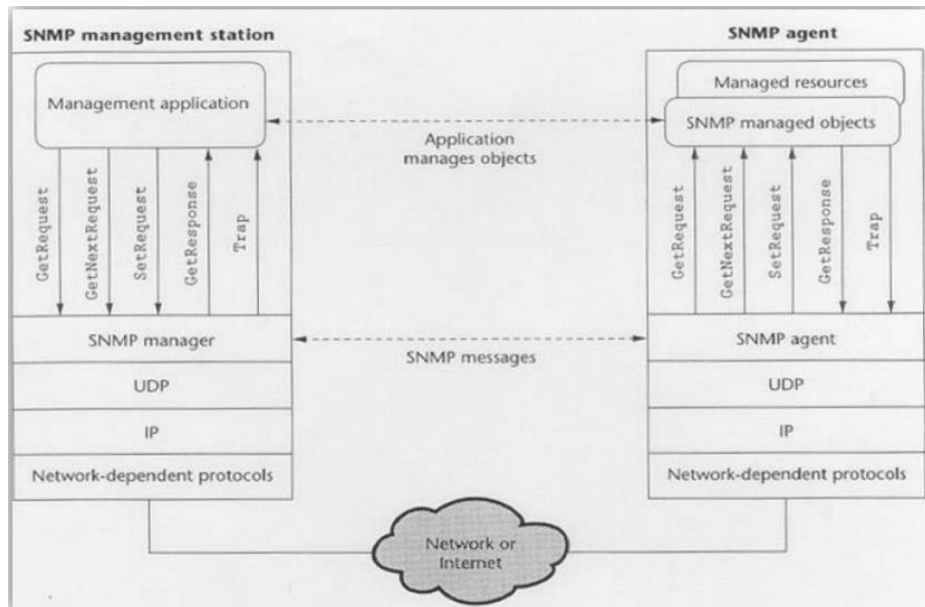 SNMP management station
SNMP agent
Management application
Managed resources
SNMP managed objects
Application
manages objects
GetRequest
GetNextRequest
SetRequest
GetResponse
Trap
GetRequest
GetNextRequest
SetRequest
GetResponse
Trap
SNMP manager
SNMP messages
SNMP agent
UDP
UDP
IP
IP
Network-dependent protocols
Network-dependent protocols
Network or
Internet